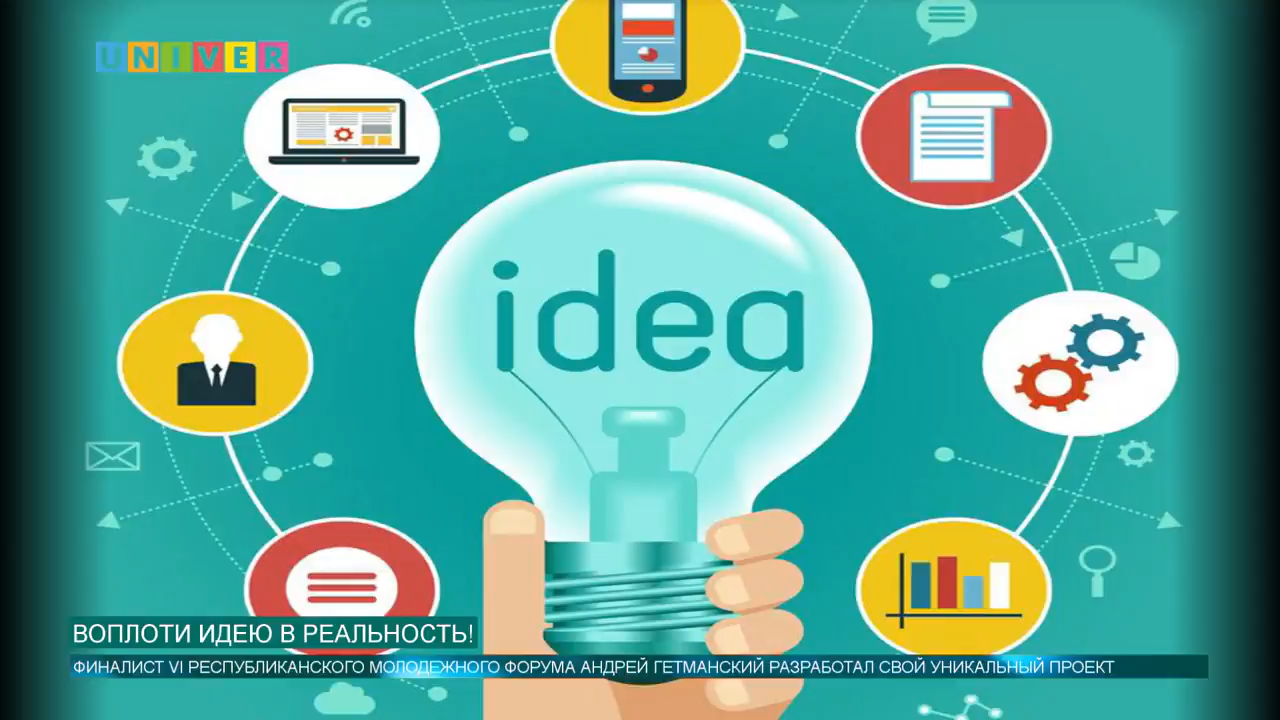 UNIVER
idea
ВОПЛОТИ ИДЕЮ В РЕАЛЬНОСТЬ!
ФИНАЛИСТ VI РЕСПУБЛИКАНСКОГО МОЛОДЕЖНОГО ФОРУМА АНДРЕЙ ГЕТМАНСКИЙ РАЗРАБОТАЛ СВОЙ УНИКАЛЬНЫЙ ПРОЕКТ